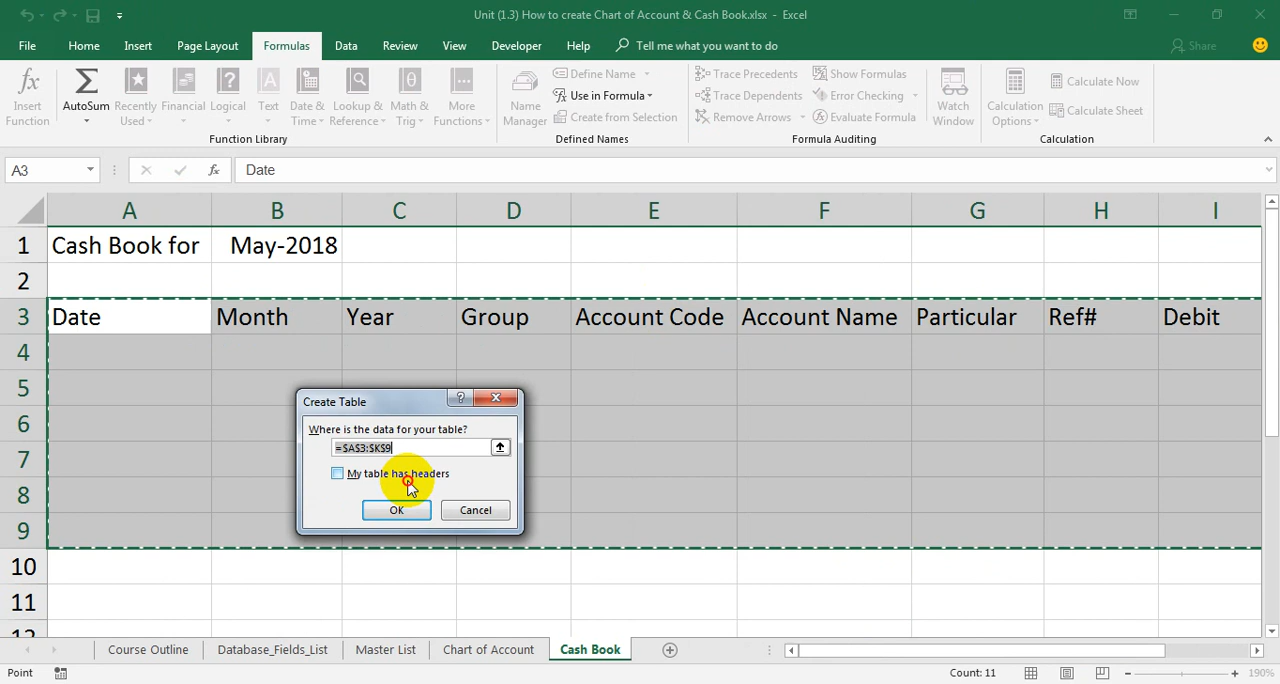 Unit (1.3) How to create Chart of Account & Cash Book.xlsx - Excel
File Home Insert Page Layout Formulas Data Review View Developer Help Tell me what you want to do Share
Insert Function
AutoSum
Recently Used
Financial
Logical
Text
Date & Time
Lookup & Reference
Math & Trig
More Functions
Function Library
Name Manager
Define Name
Use in Formula
Create from Selection
Defined Names
Trace Precedents
Trace Dependents
Remove Arrows
Show Formulas
Error Checking
Evaluate Formula
Formula Auditing
Watch Window
Calculation Options
Calculate Now
Calculate Sheet
Calculation
A3 fx Date
A B C D E F G H I
1 Cash Book for May-2018
2
3 Date Month Year Group Account Code Account Name Particular Ref# Debit
4
5
6
7
8
9
10
11
12
Create Table
Where is the data for your table?
=$A$3:$K$9
My table has headers
OK Cancel
Course Outline Database_Fields_List Master List Chart of Account Cash Book
Point Count: 11 190%